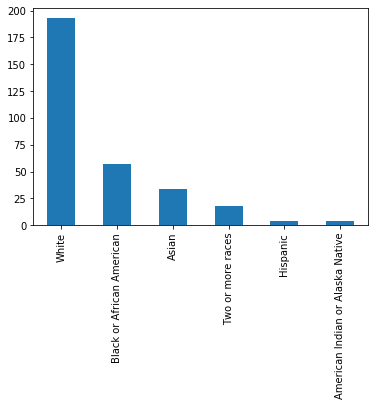 200
175
150
125
100
75
50
25
0
White
Black or African American
Asian
Two or more races
Hispanic
American Indian or Alaska Native